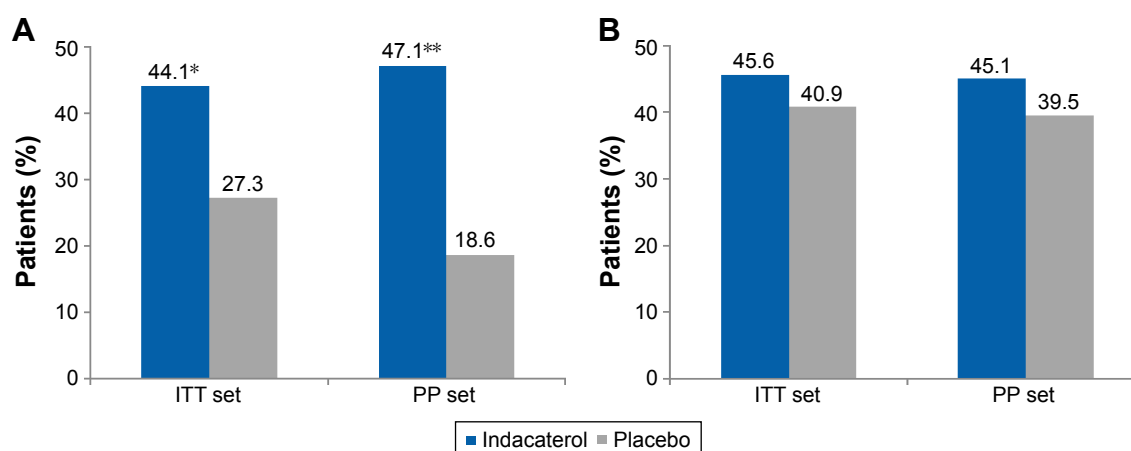 A
Patients (%)
50
40
30
20
10
0
44.1*
27.3
47.1**
18.6
ITT set
PP set
B
Patients (%)
50
40
30
20
10
0
45.6
40.9
45.1
39.5
ITT set
PP set
Indacaterol
Placebo